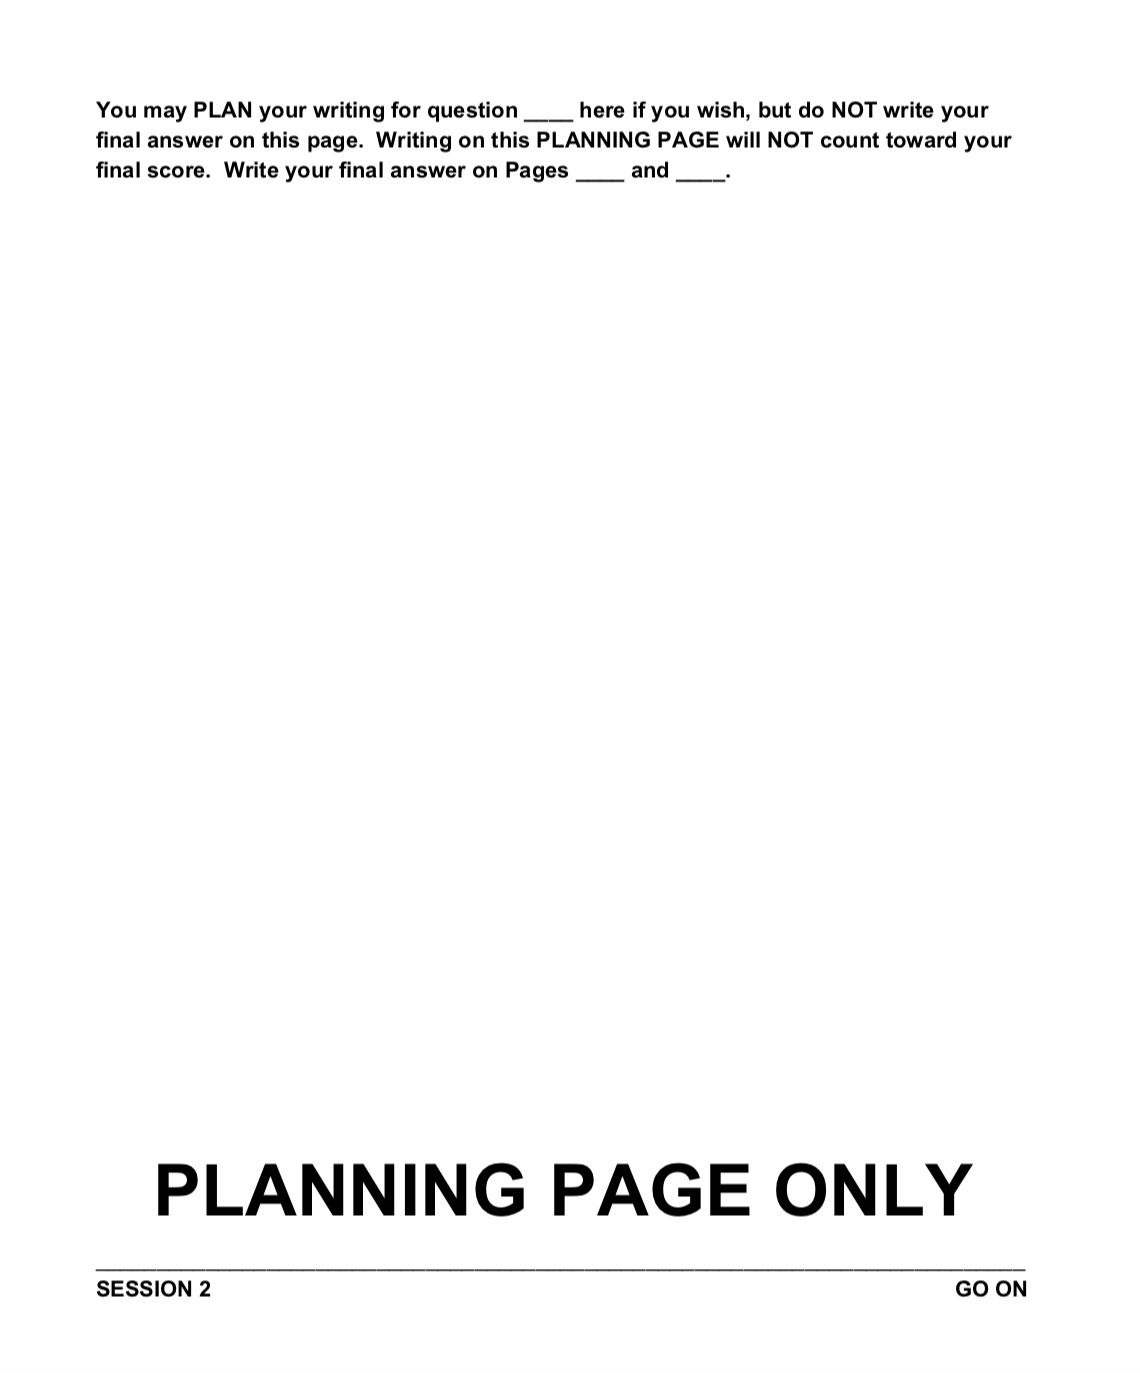 You may PLAN your writing for question ____ here if you wish, but do NOT write your
final answer on this page.  Writing on this PLANNING PAGE will NOT count toward your
final score.  Write your final answer on Pages ____ and ____.
PLANNING PAGE ONLY
SESSION 2 GO ON